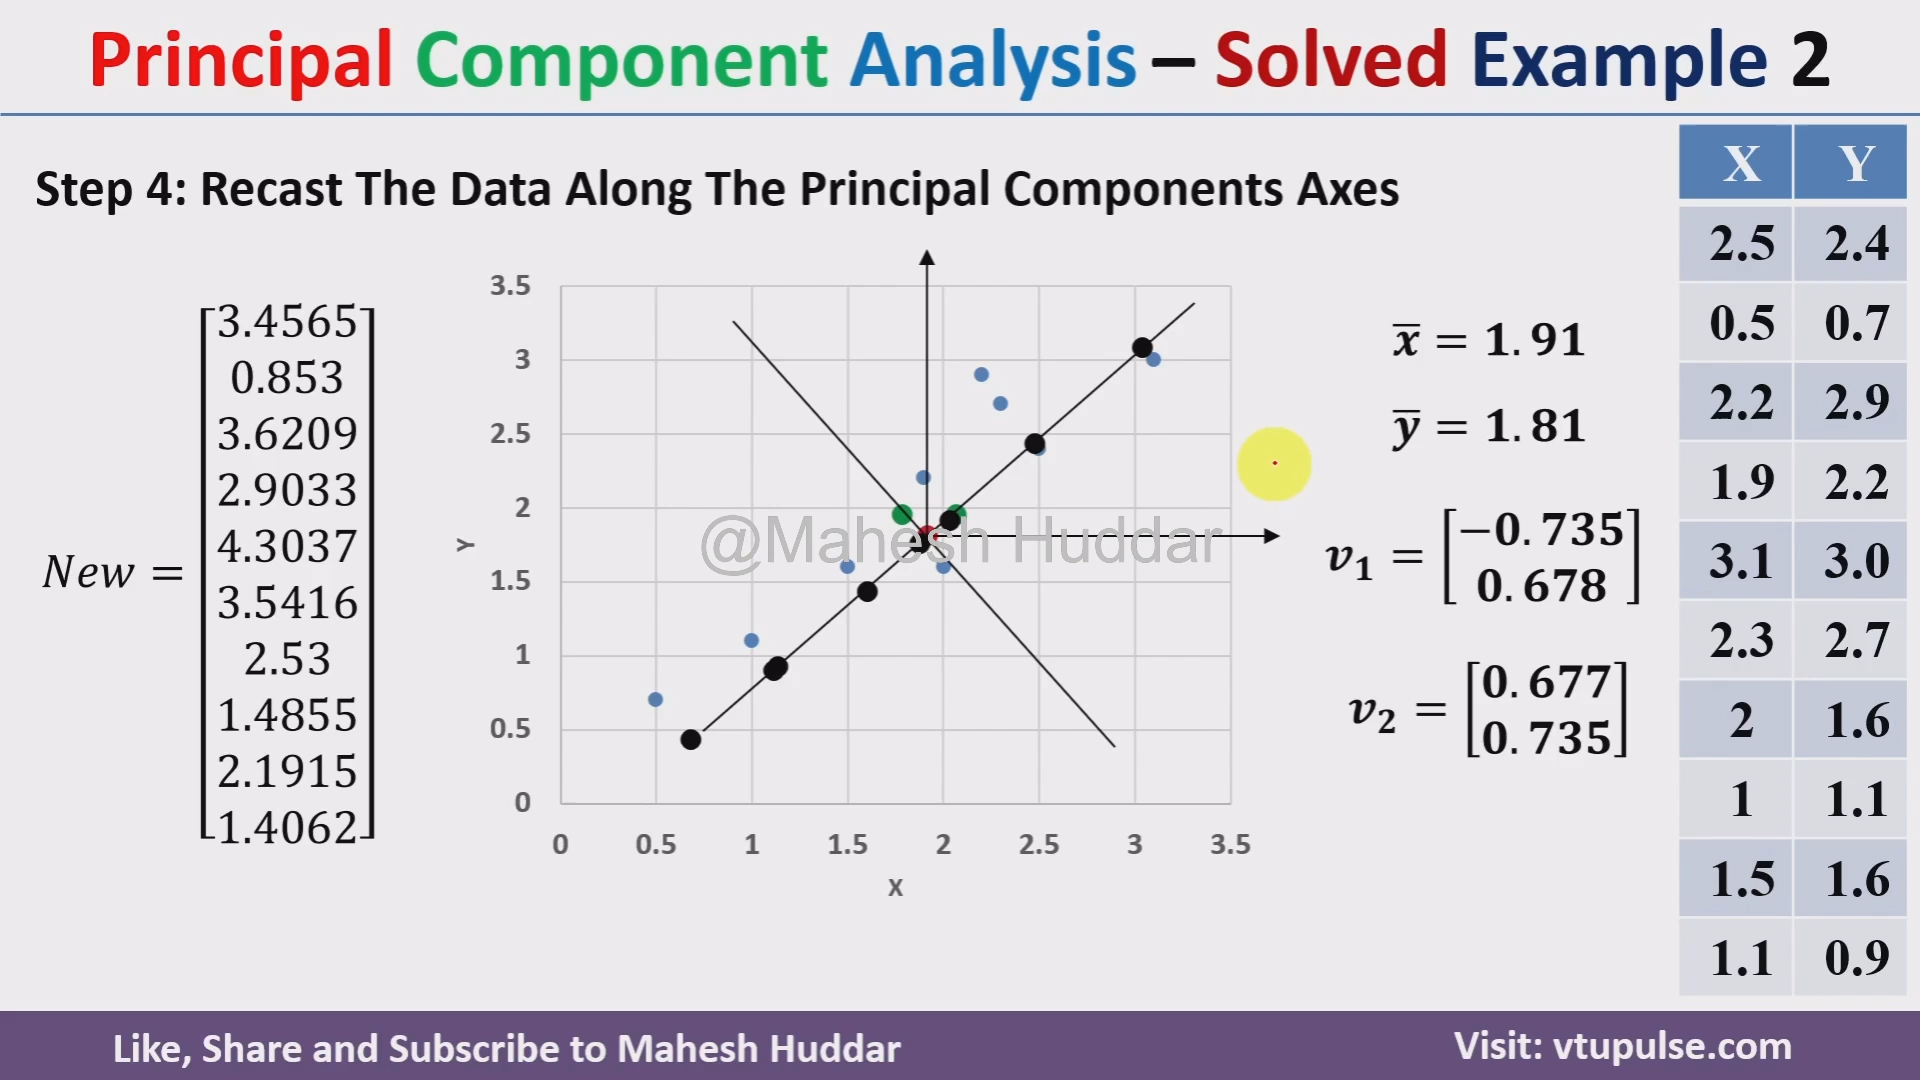 Principal Component Analysis – Solved Example 2
Step 4: Recast The Data Along The Principal Components Axes
New =
3.4565
0.853
3.6209
2.9033
4.3037
3.5416
2.53
1.4855
2.1915
1.4062
3.5
3
2.5
2
1.5
1
0.5
0
Y
0 0.5 1 1.5 2 2.5 3 3.5
X
@Mahesh Huddar
x̅ = 1.91
y̅ = 1.81
v₁ = [−0.735
0.678]
v₂ = [0.677
0.735]
X Y
2.5 2.4
0.5 0.7
2.2 2.9
1.9 2.2
3.1 3.0
2.3 2.7
2 1.6
1 1.1
1.5 1.6
1.1 0.9
Like, Share and Subscribe to Mahesh Huddar
Visit: vtupulse.com